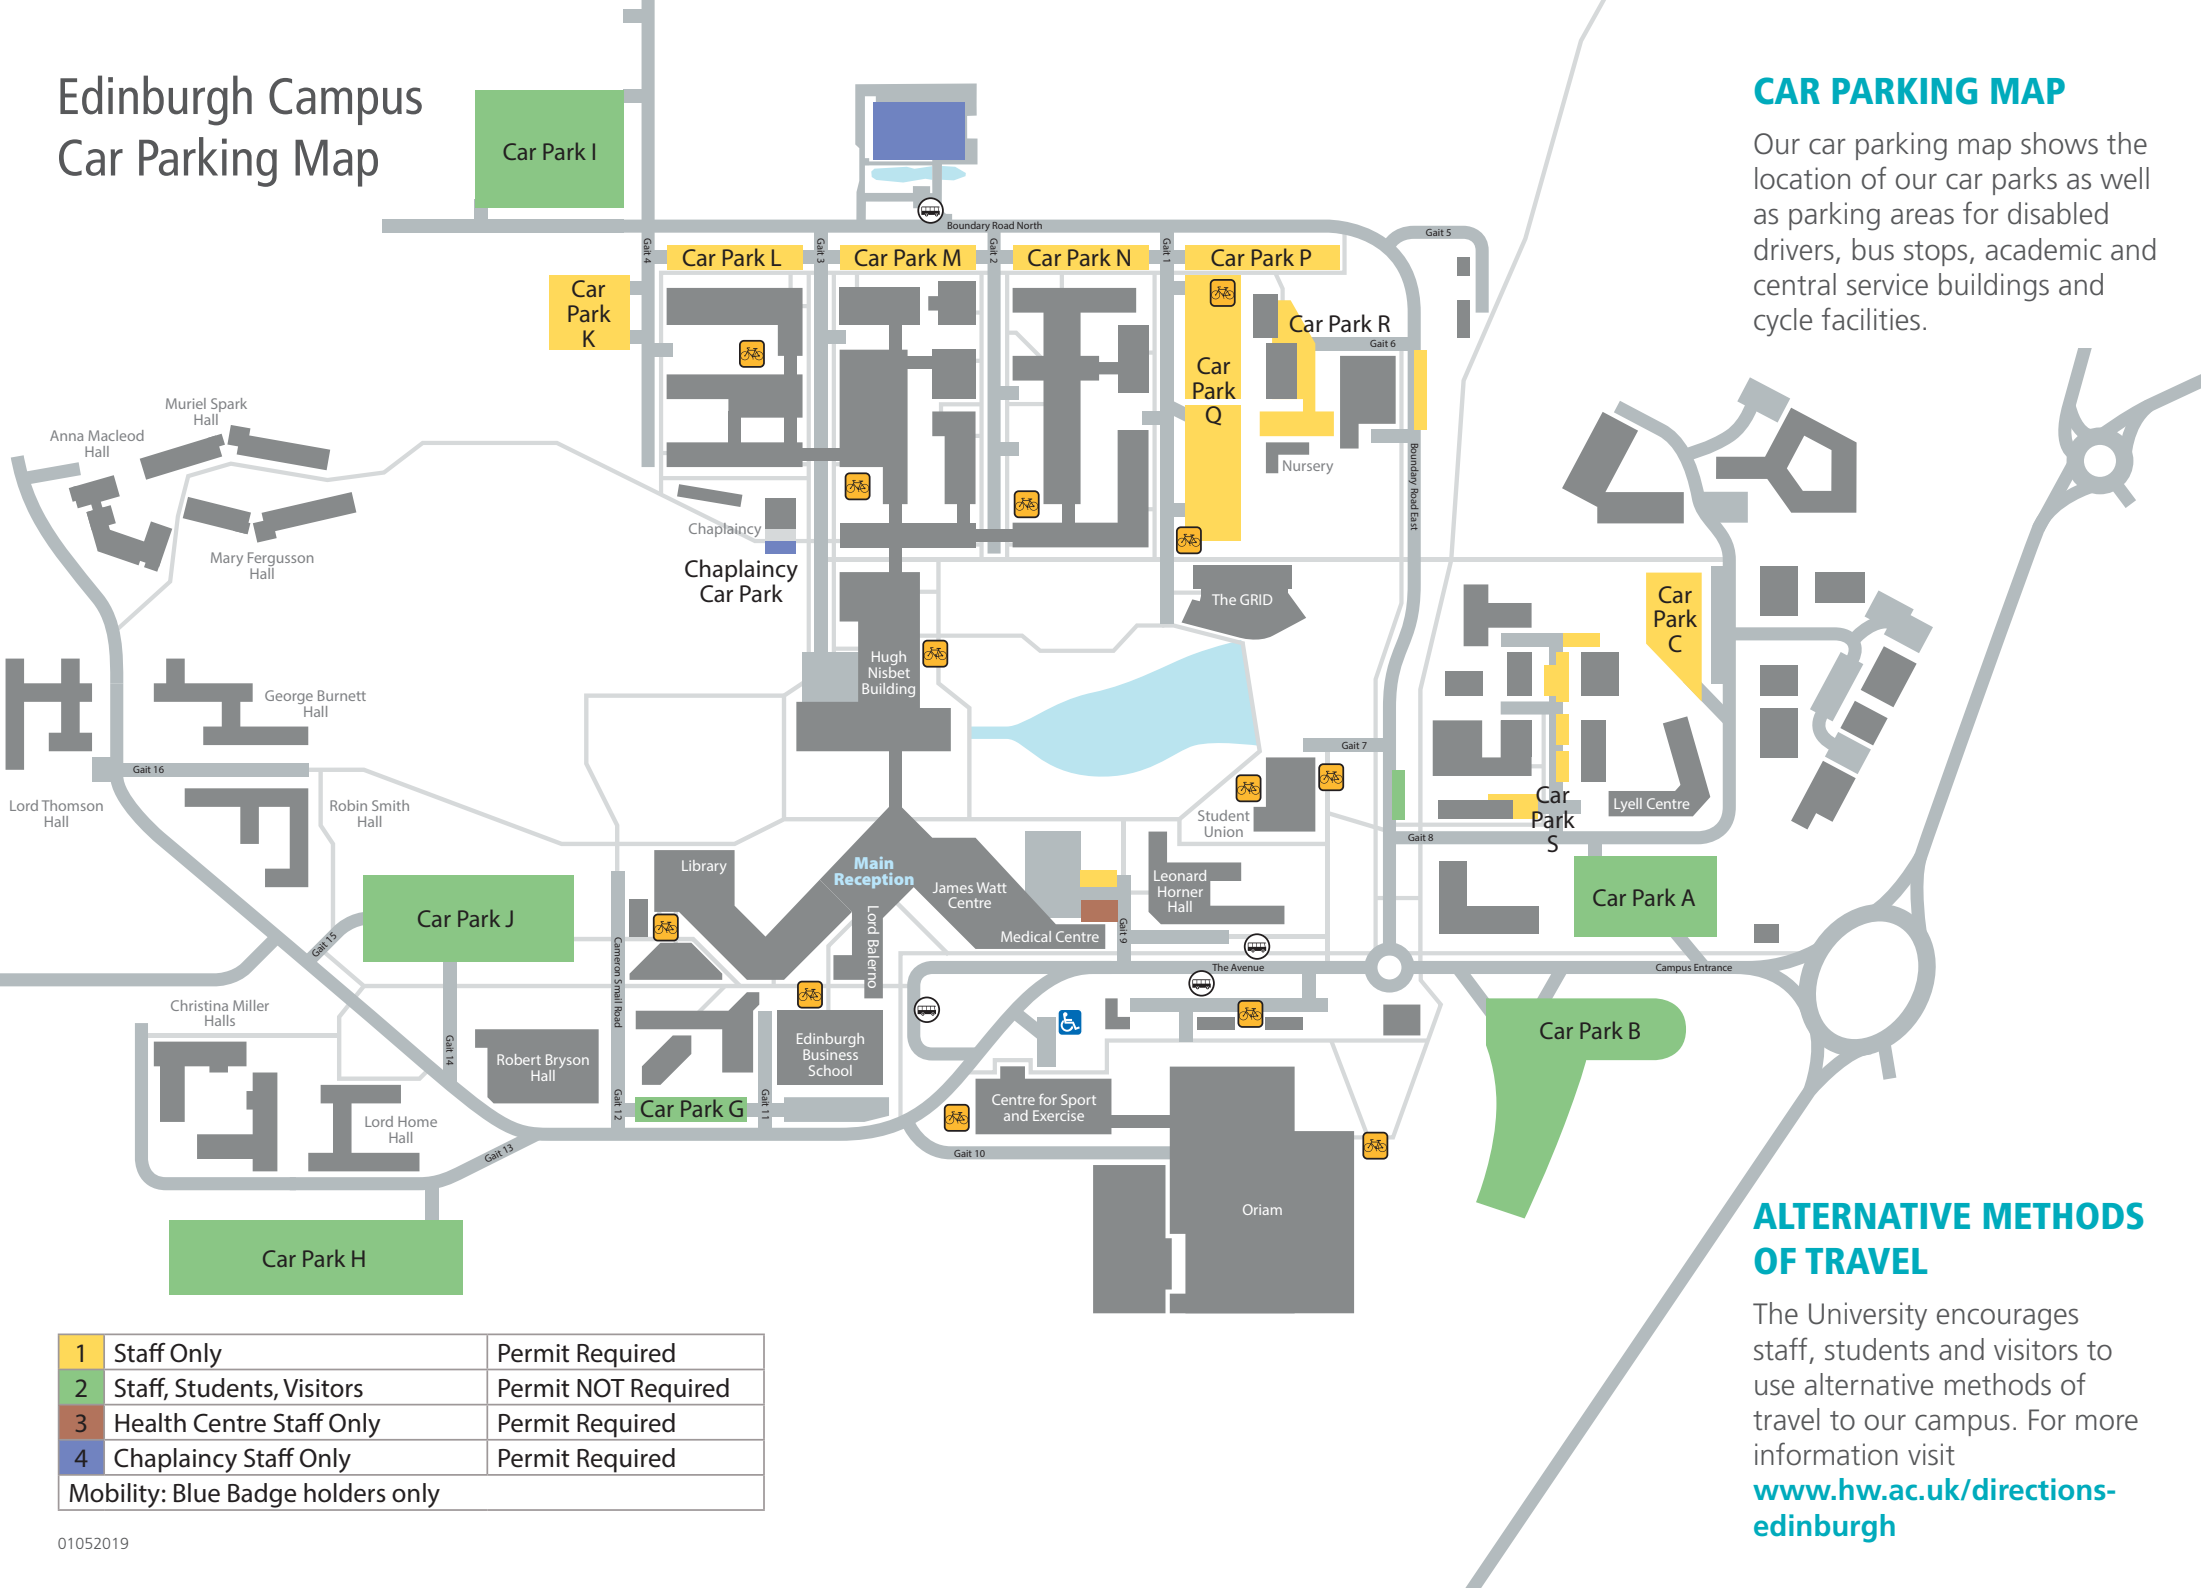 Edinburgh Campus
Car Parking Map
CAR PARKING MAP
Our car parking map shows the
location of our car parks as well
as parking areas for disabled
drivers, bus stops, academic and
central service buildings and
cycle facilities.
Car Park I
Boundary Road North
Gait 5
Gait 4
Car Park L
Gait 3
Car Park M
Gait 2
Car Park N
Gait 1
Car Park P
Car
Park
K
Car Park R
Gait 6
Car
Park
Q
Muriel Spark
Hall
Anna Macleod
Hall
Nursery
Boundary Road East
Chaplaincy
Mary Fergusson
Hall
Chaplaincy
Car Park
The GRID
Car
Park
C
Hugh
Nisbet
Building
George Burnett
Hall
Gait 7
Gait 16
Lord Thomson
Hall
Robin Smith
Hall
Student
Union
Car
Park
S
Lyell Centre
Gait 8
Library
Main
Reception
James Watt
Centre
Leonard
Horner
Hall
Car Park A
Car Park J
Lord Balerno
Medical Centre
Gait 9
Gait 15
Cameron Smail Road
The Avenue
Campus Entrance
Christina Miller
Halls
Car Park B
Gait 14
Robert Bryson
Hall
Edinburgh
Business
School
Gait 12
Car Park G
Gait 11
Centre for Sport
and Exercise
Lord Home
Hall
Gait 13
Gait 10
Oriam
Car Park H
ALTERNATIVE METHODS
OF TRAVEL
The University encourages
staff, students and visitors to
use alternative methods of
travel to our campus. For more
information visit
www.hw.ac.uk/directions-
edinburgh
1 Staff Only Permit Required
2 Staff, Students, Visitors Permit NOT Required
3 Health Centre Staff Only Permit Required
4 Chaplaincy Staff Only Permit Required
Mobility: Blue Badge holders only
01052019